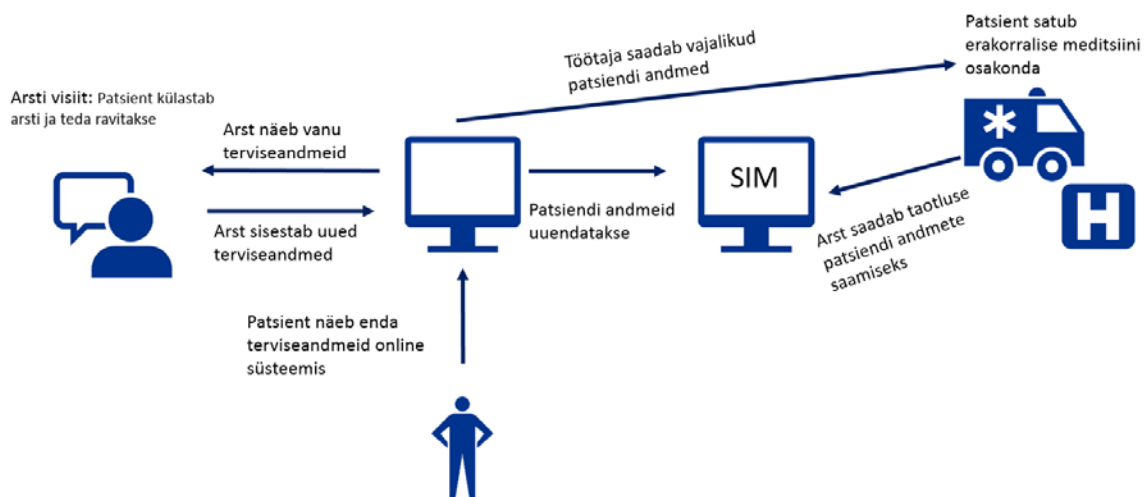 Patsient satub
erakorralise meditsiini
osakonda
Töötaja saadab vajalikud
patsiendi andmed
Arsti visiit: Patsient külastab
arsti ja teda ravitakse
Arst näeb vanu
terviseandmeid
SIM
Arst sisestab uued
terviseandmed
Patsiendi andmeid
uuendatakse
Arst saadab taotluse
patsiendi andmete
saamiseks
H
Patsient näeb enda
terviseandmeid online
süsteemis